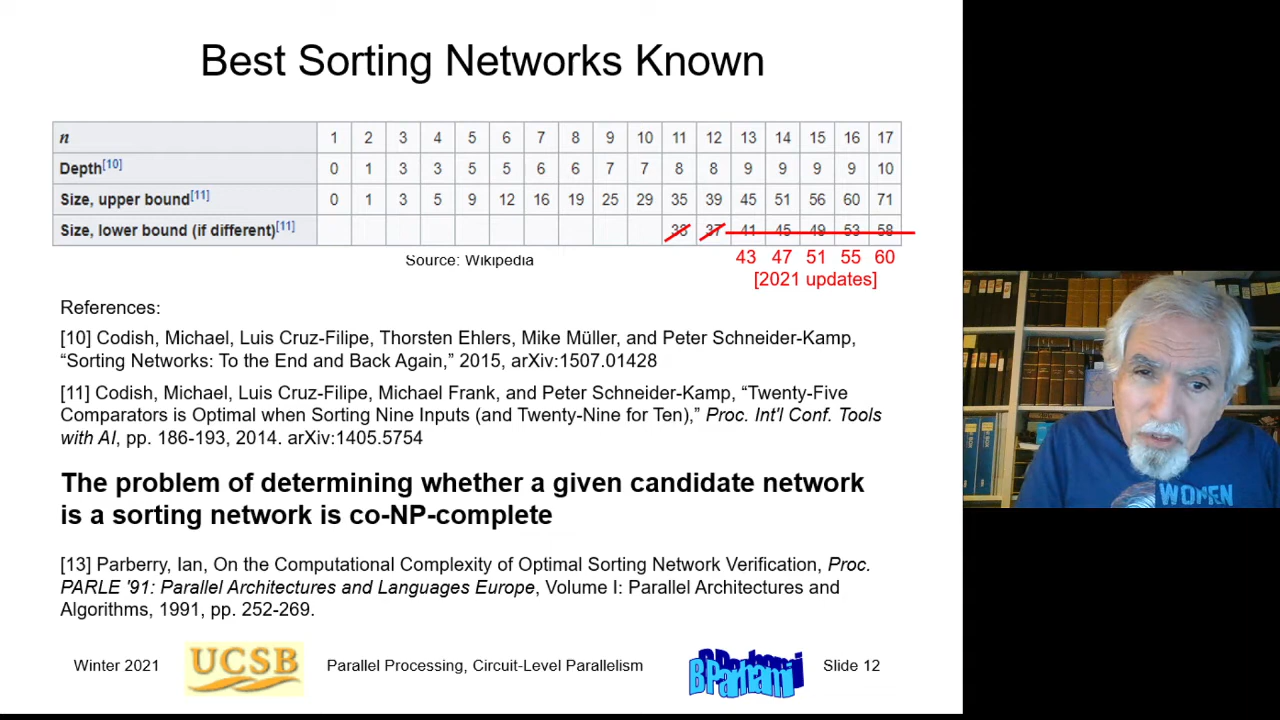 Best Sorting Networks Known
n 1 2 3 4 5 6 7 8 9 10 11 12 13 14 15 16 17
Depth[10] 0 1 3 3 5 5 6 6 7 7 8 8 9 9 9 9 10
Size, upper bound[11] 0 1 3 5 9 12 16 19 25 29 35 39 45 51 56 60 71
Size, lower bound (if different)[11] 33 37 41 45 49 53 58
43 47 51 55 60
Source: Wikipedia
[2021 updates]
References:
[10] Codish, Michael, Luis Cruz-Filipe, Thorsten Ehlers, Mike Müller, and Peter Schneider-Kamp,
“Sorting Networks: To the End and Back Again,” 2015, arXiv:1507.01428
[11] Codish, Michael, Luis Cruz-Filipe, Michael Frank, and Peter Schneider-Kamp, “Twenty-Five
Comparators is Optimal when Sorting Nine Inputs (and Twenty-Nine for Ten),” Proc. Int'l Conf. Tools
with AI, pp. 186-193, 2014. arXiv:1405.5754
The problem of determining whether a given candidate network
is a sorting network is co-NP-complete
[13] Parberry, Ian, On the Computational Complexity of Optimal Sorting Network Verification, Proc.
PARLE '91: Parallel Architectures and Languages Europe, Volume I: Parallel Architectures and
Algorithms, 1991, pp. 252-269.
Winter 2021
UCSB
Parallel Processing, Circuit-Level Parallelism
B Parhami
Slide 12
WOMEN